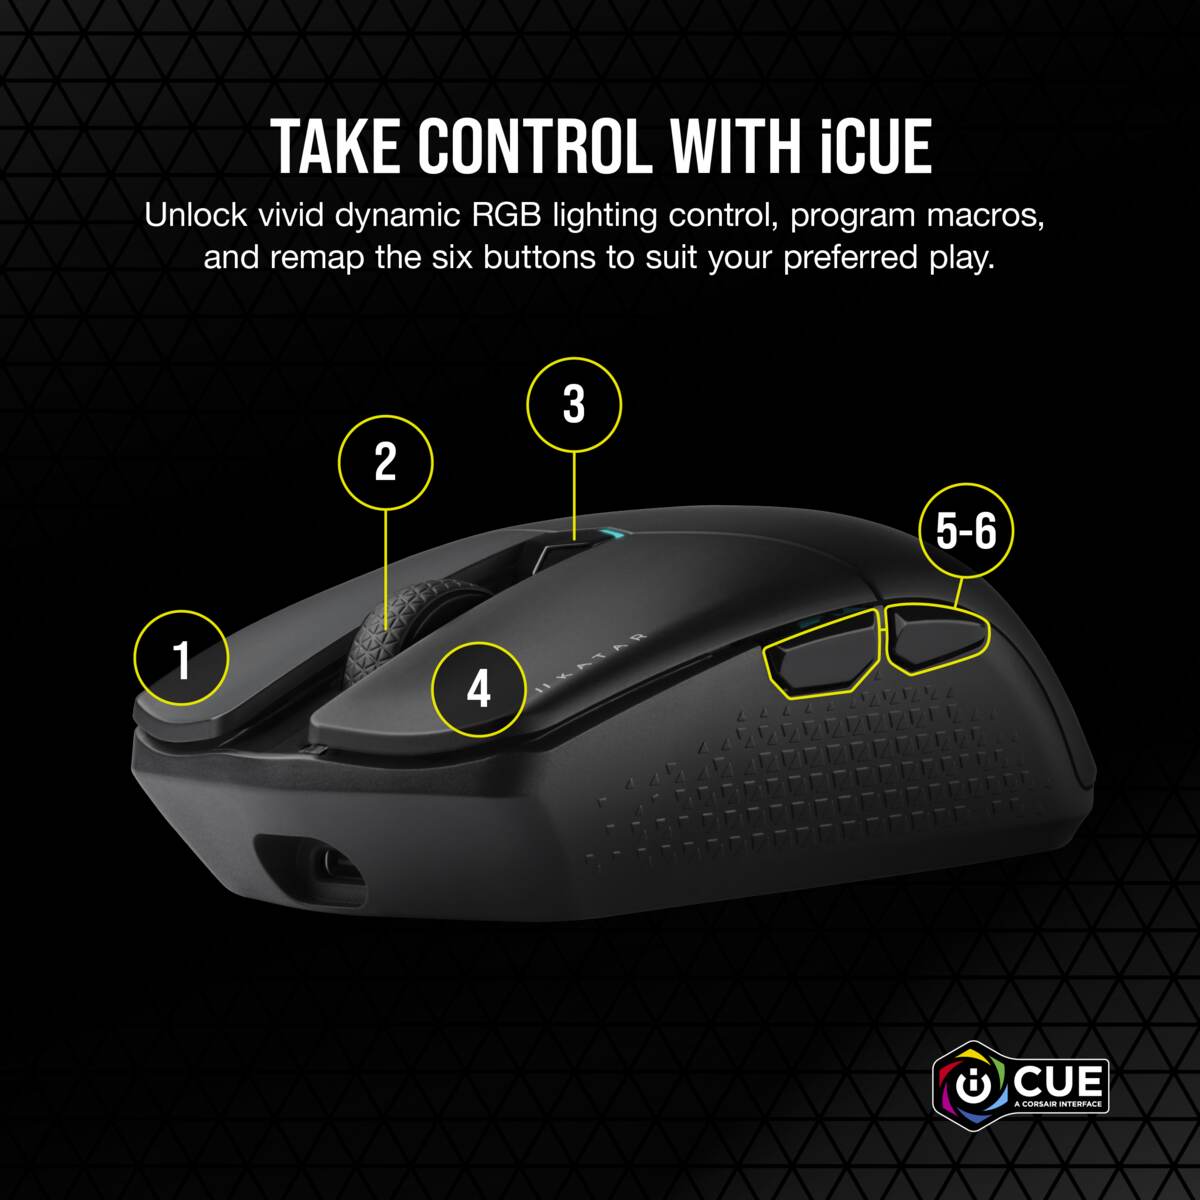 TAKE CONTROL WITH iCUE
Unlock vivid dynamic RGB lighting control, program macros,
and remap the six buttons to suit your preferred play.
3
2
5-6
1
4
// KATAR
i CUE
A CORSAIR INTERFACE